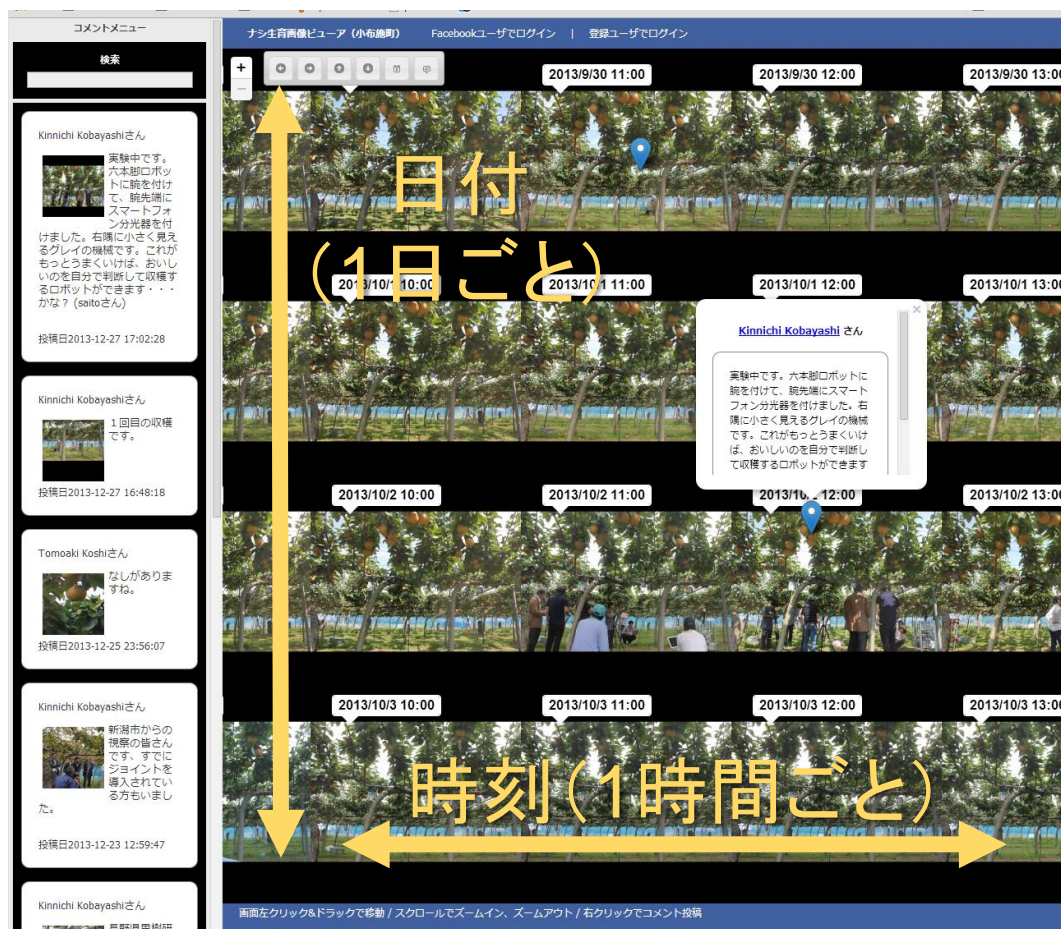 コメントメニュー
検索
Kinnichi Kobayashiさん
実験中です。
六本脚ロボッ
トに腕を付け
て、腕先端に
スマートフォ
ン分光器を付
けました。右隅に小さく見え
るグレイの機械です。これが
もっとうまくいけば、おいし
いのを自分で判断して収穫す
るロボットができます・・・
かな？ (saitoさん)
投稿日2013-12-27 17:02:28
Kinnichi Kobayashiさん
１回目の収穫
です。
投稿日2013-12-27 16:48:18
Tomoaki Koshiさん
なしがありま
すね。
投稿日2013-12-25 23:56:07
Kinnichi Kobayashiさん
新潟市からの
視察の皆さん
です、すでに
ジョイントを
導入されてい
る方もいまし
た。
投稿日2013-12-23 12:59:47
Kinnichi Kobayashiさん
長野県果樹研
ナシ生育画像ビューア（小布施町） Facebookユーザでログイン | 登録ユーザでログイン
+
−
2013/9/30 11:00
2013/9/30 12:00
2013/9/30 13:00
日付
(1日ごと)
2013/10/1 10:00
2013/10/1 11:00
2013/10/1 12:00
2013/10/1 13:00
×
Kinnichi Kobayashi さん
実験中です。六本脚ロボットに
腕を付けて、腕先端にスマート
フォン分光器を付けました。右
隅に小さく見えるグレイの機械
です。これがもっとうまくいけ
ば、おいしいのを自分で判断し
て収穫するロボットができます
2013/10/2 10:00
2013/10/2 11:00
2013/10/2 12:00
2013/10/2 13:00
2013/10/3 10:00
2013/10/3 11:00
2013/10/3 12:00
2013/10/3 13:00
時刻(1時間ごと)
画面左クリック&ドラックで移動 / スクロールでズームイン、ズームアウト / 右クリックでコメント投稿